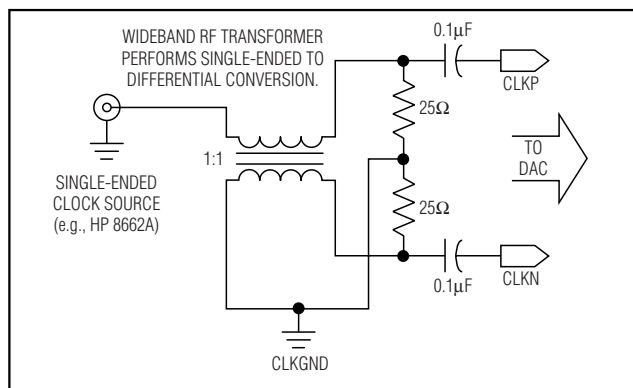 WIDEBAND RF TRANSFORMER
PERFORMS SINGLE-ENDED TO
DIFFERENTIAL CONVERSION.
0.1µF
CLKP
25Ω
1:1
TO
DAC
SINGLE-ENDED
CLOCK SOURCE
(e.g., HP 8662A)
25Ω
0.1µF
CLKN
CLKGND